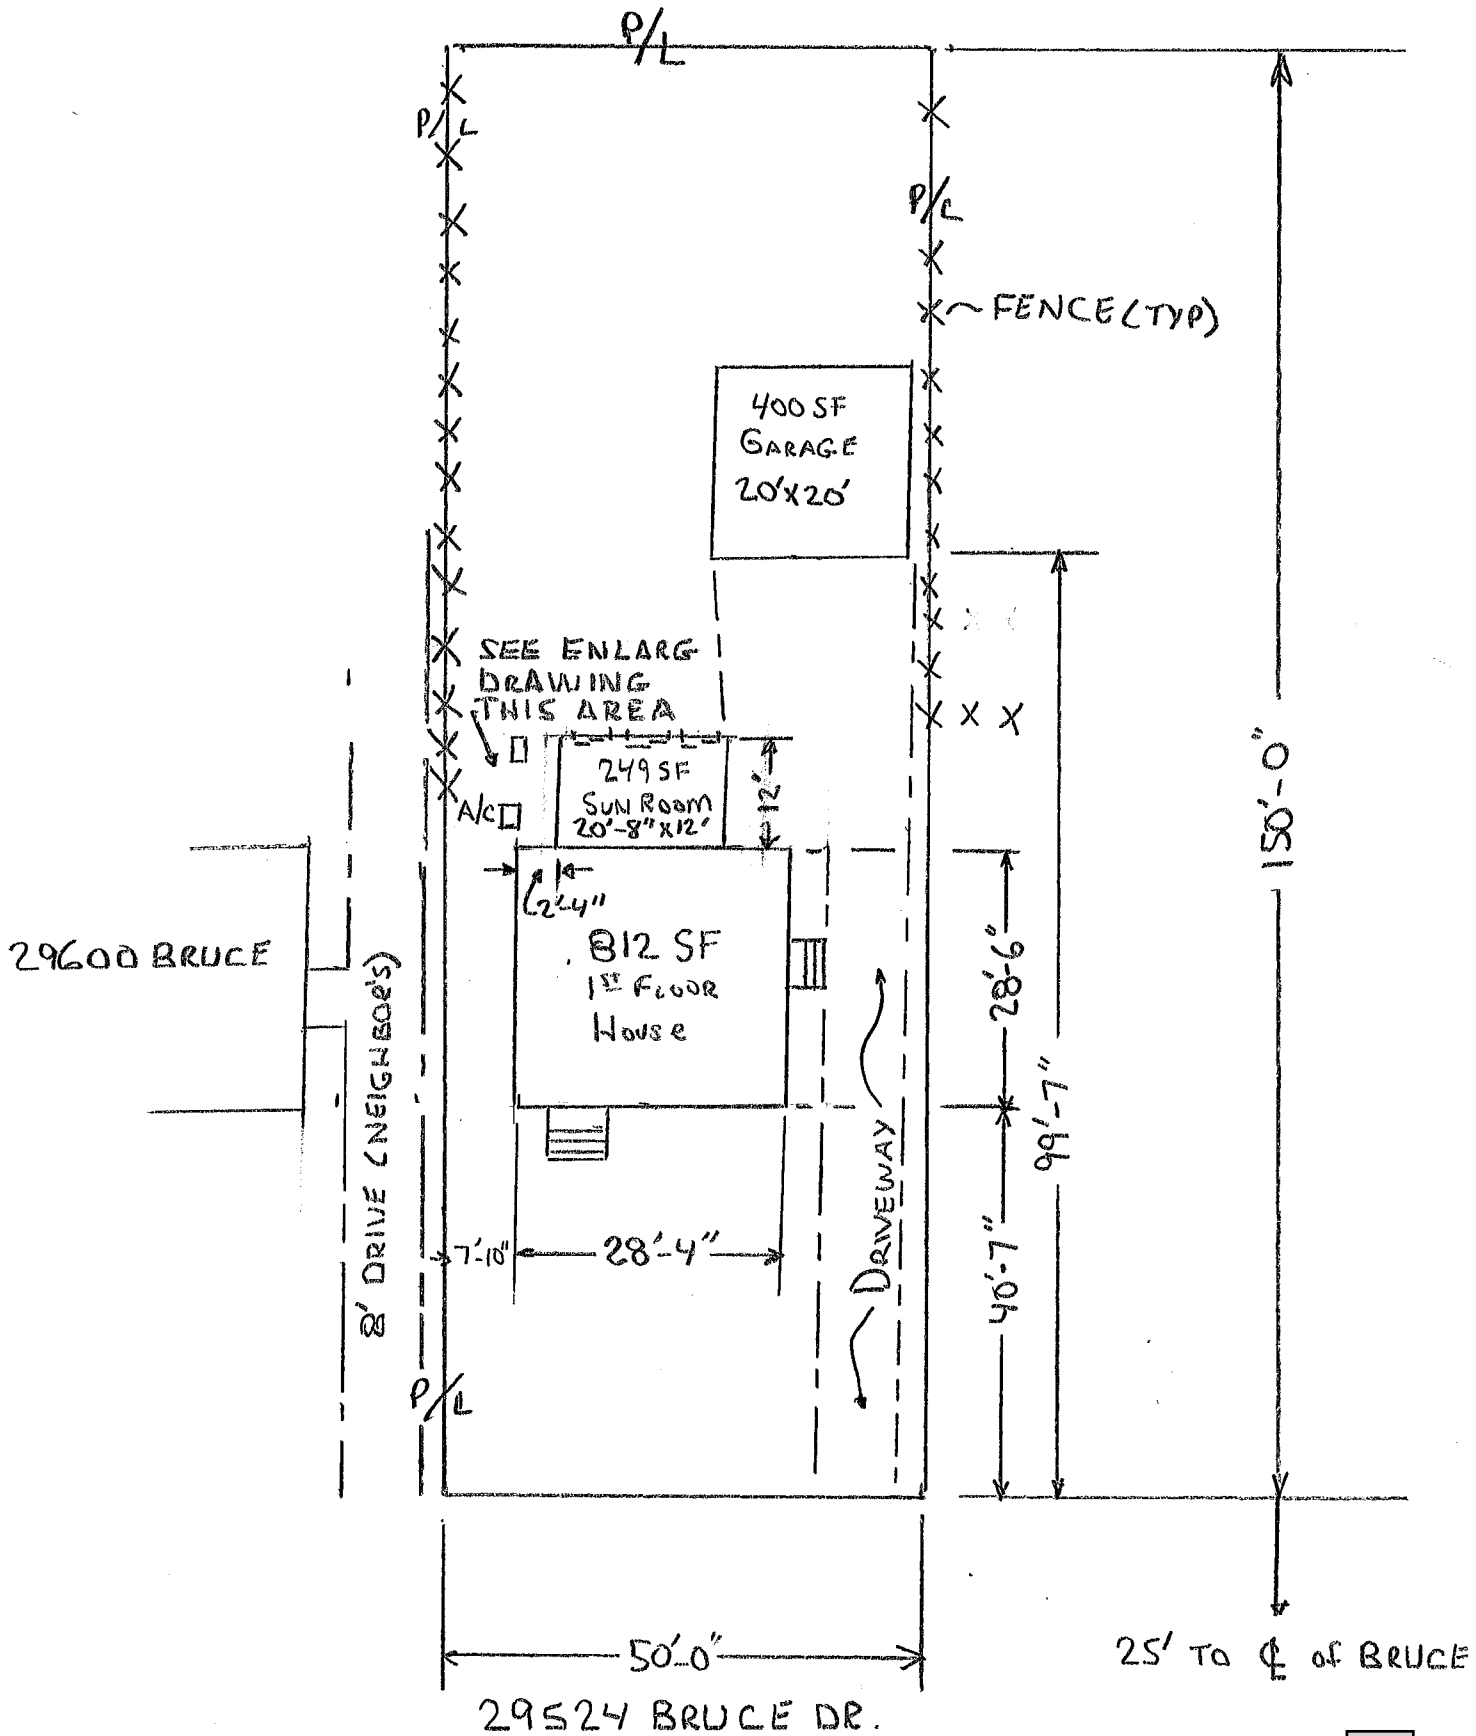 P/L
P/L
P/L
FENCE (TYP)
400 SF
GARAGE
20'X20'
SEE ENLARG
DRAWING
THIS AREA
249 SF
SUN ROOM
20'-8" X 12'
12'
A/C
2'-4"
812 SF
1ST FLOOR
HOUSE
29600 BRUCE
8' DRIVE (NEIGHBOR'S)
28'-6"
99'-7"
150'-0"
DRIVEWAY
40'-7"
7'-10"
28'-4"
P/L
50'-0"
25' TO ℄ of BRUCE
29524 BRUCE DR.